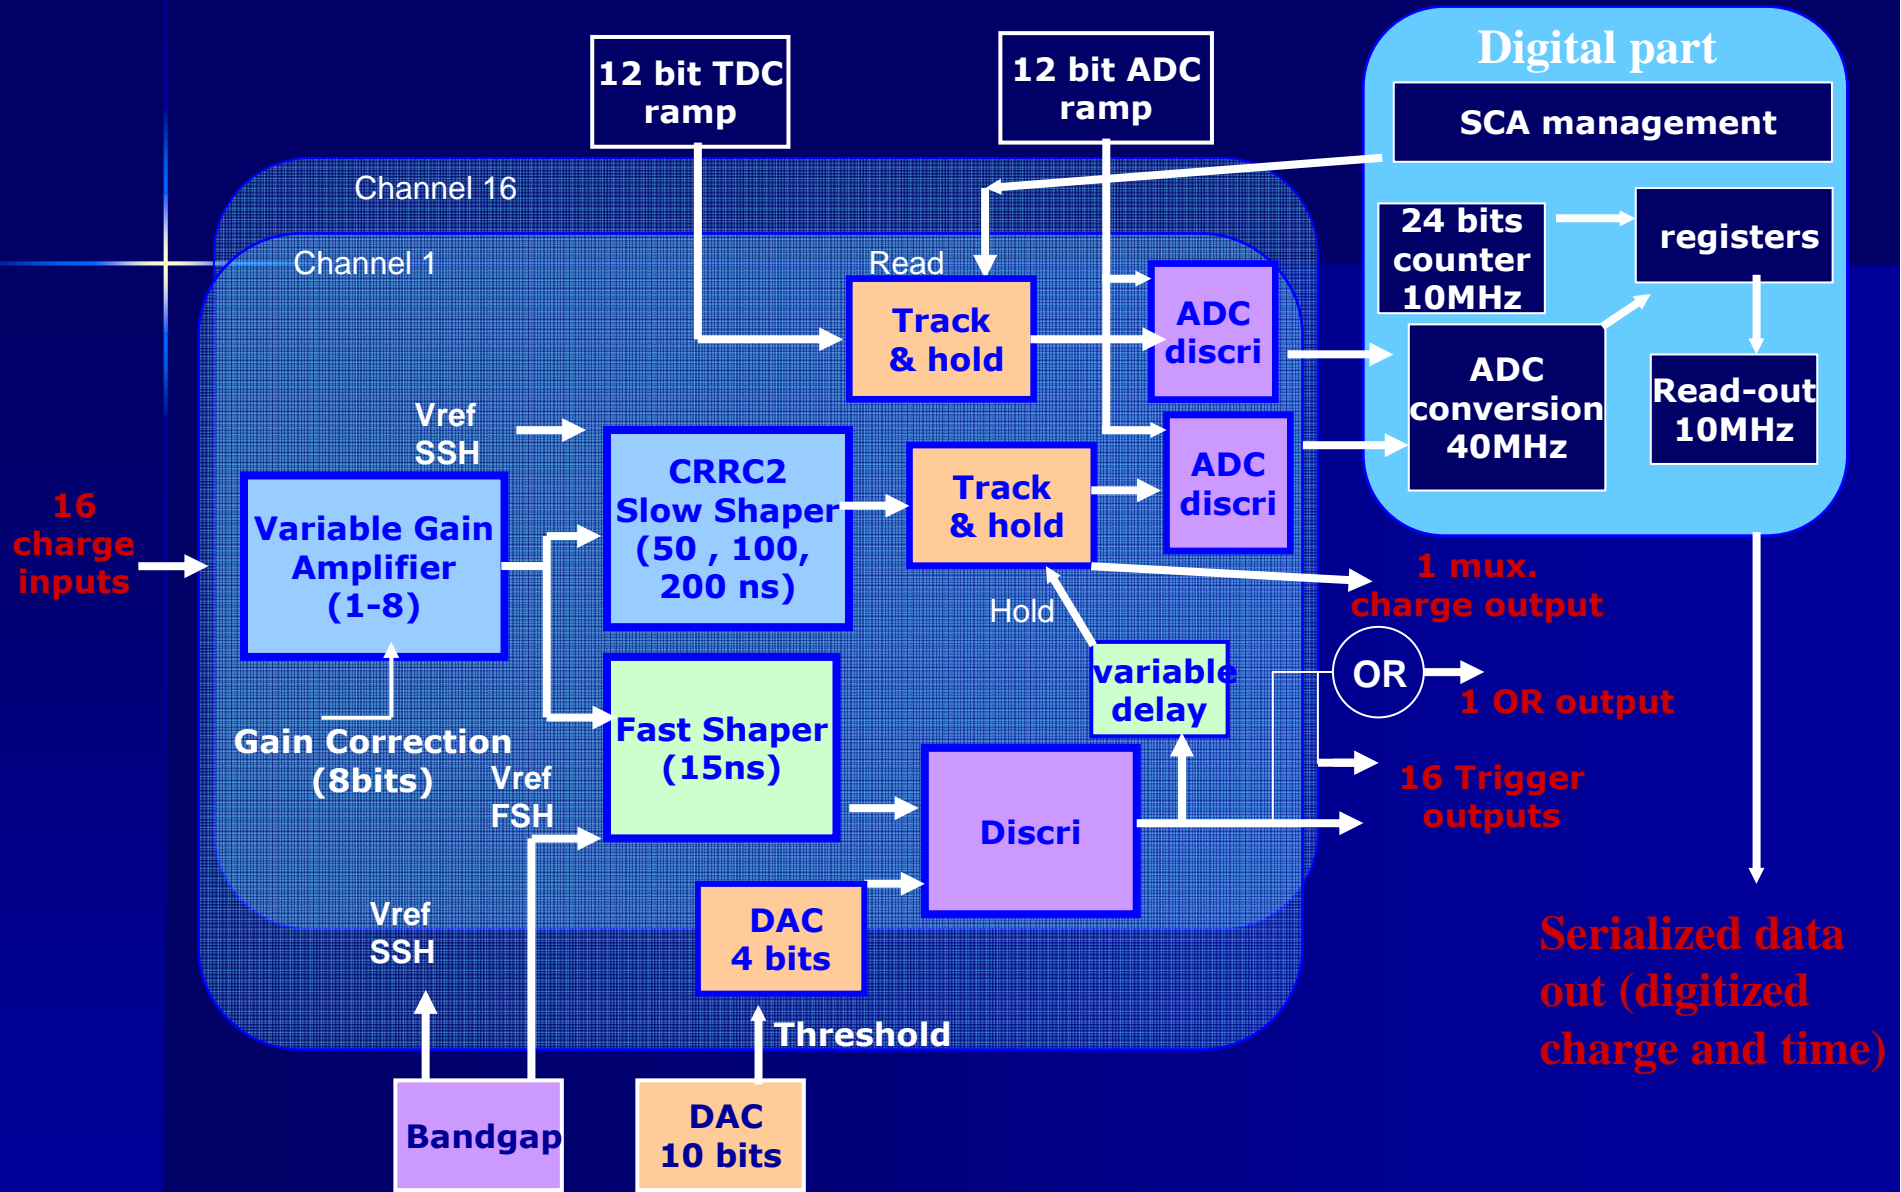 12 bit TDC
ramp
12 bit ADC
ramp
Digital part
SCA management
24 bits
counter
10MHz
registers
ADC
conversion
40MHz
Read-out
10MHz
Channel 16
Channel 1
Read
Track
& hold
ADC
discri
Vref
SSH
CRRC2
Slow Shaper
(50 , 100,
200 ns)
Track
& hold
ADC
discri
16
charge
inputs
Variable Gain
Amplifier
(1-8)
Hold
1 mux.
charge output
variable
delay
OR
1 OR output
Gain Correction
(8bits)
Fast Shaper
(15ns)
Vref
FSH
Discri
16 Trigger
outputs
DAC
4 bits
Vref
SSH
Threshold
Serialized data
out (digitized
charge and time)
Bandgap
DAC
10 bits